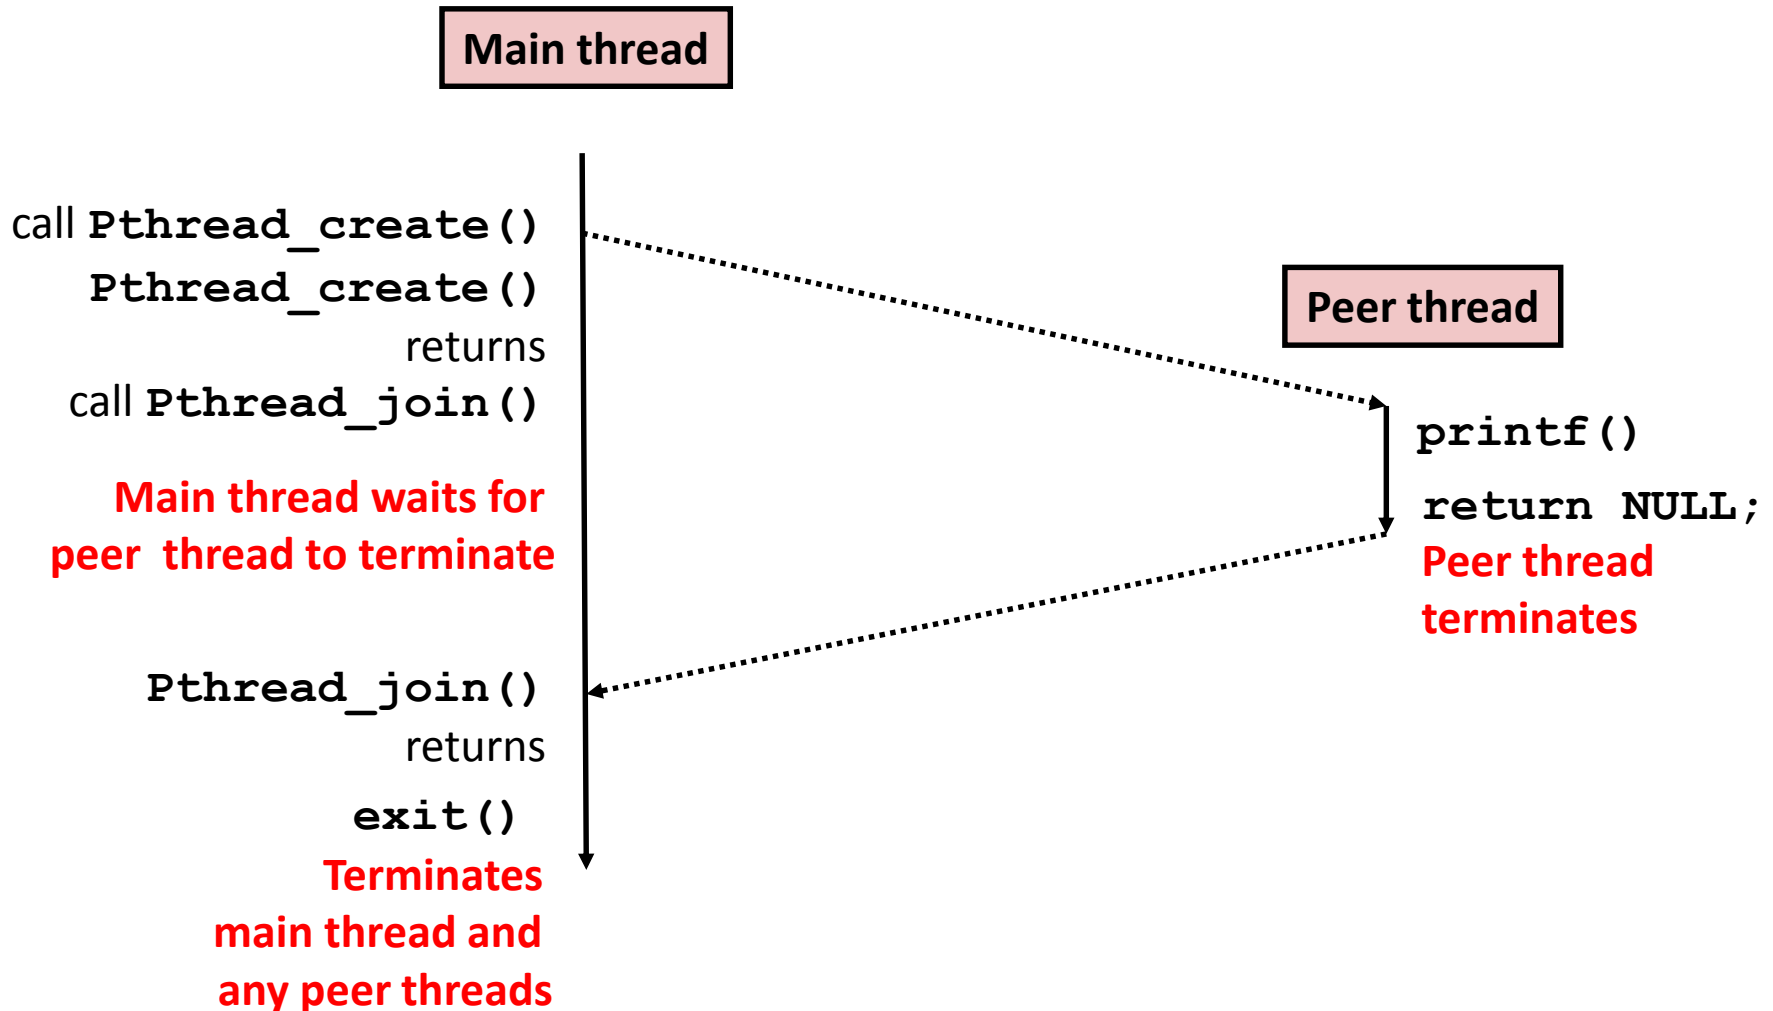 Main thread
call Pthread_create()
Pthread_create()
returns
call Pthread_join()
Main thread waits for
peer thread to terminate
Pthread_join()
returns
exit()
Terminates
main thread and
any peer threads
Peer thread
printf()
return NULL;
Peer thread
terminates